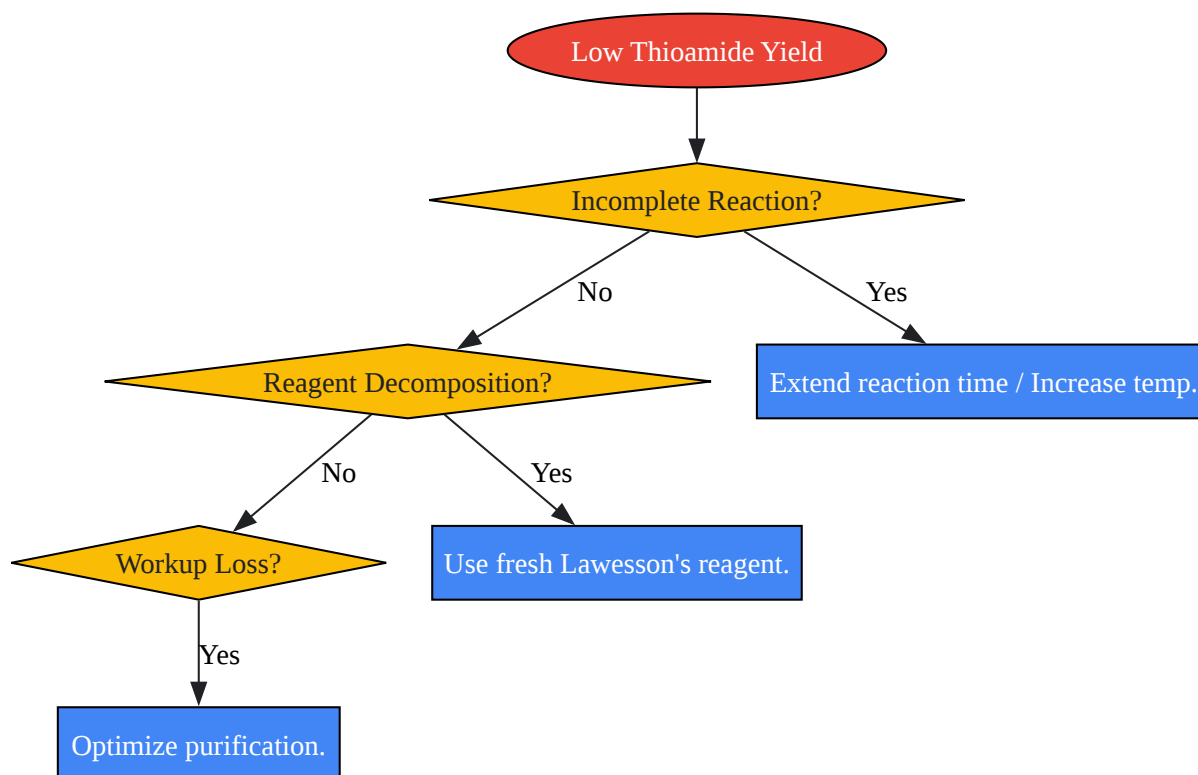 Low Thioamide Yield
Incomplete Reaction?
No
Yes
Reagent Decomposition?
Extend reaction time / Increase temp.
No
Yes
Workup Loss?
Use fresh Lawesson's reagent.
Yes
Optimize purification.